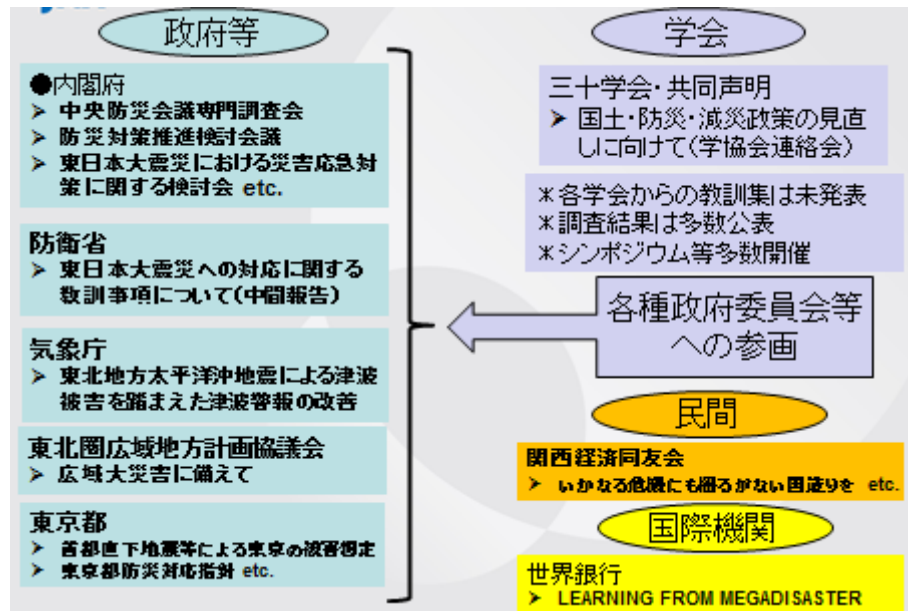 政府等
●内閣府
➤ 中央防災会議専門調査会
➤ 防災対策推進検討会議
➤ 東日本大震災における災害応急対
策に関する検討会 etc.
防衛省
➤ 東日本大震災への対応に関する
教訓事項について(中間報告)
気象庁
➤ 東北地方太平洋沖地震による津波
被害を踏まえた津波警報の改善
東北圏広域地方計画協議会
➤ 広域大災害に備えて
東京都
➤ 首都直下地震等による東京の被害想定
➤ 東京都防災対応指針 etc.
学会
三十学会・共同声明
➤ 国土・防災・減災政策の見直
しに向けて(学協会連絡会)
＊各学会からの教訓集は未発表
＊調査結果は多数公表
＊シンポジウム等多数開催
各種政府委員会等
への参画
民間
関西経済同友会
➤ いかなる危機にも揺るがない国造りを etc.
国際機関
世界銀行
➤ LEARNING FROM MEGADISASTER